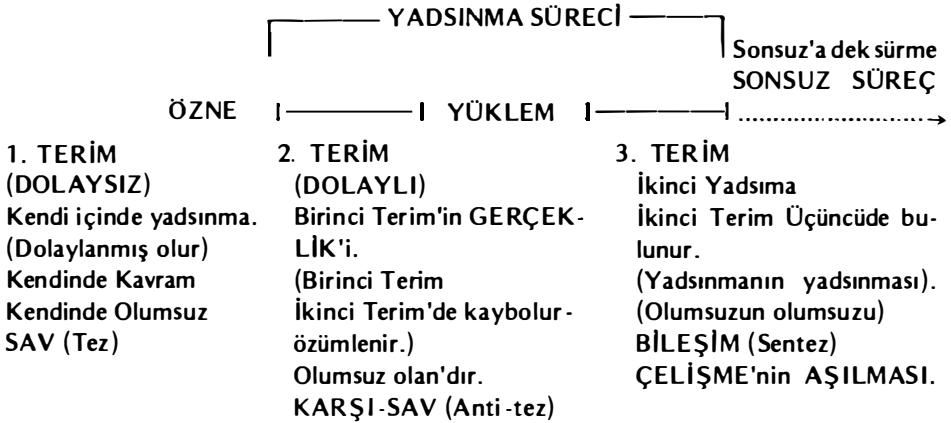 YADSINMA SÜRECİ
Sonsuz'a dek sürme
SONSUZ SÜREÇ
ÖZNE YÜKLEM
1. TERİM
(DOLAYSIZ)
Kendi içinde yadsınma.
(Dolaylanmış olur)
Kendinde Kavram
Kendinde Olumsuz
SAV (Tez)
2. TERİM
(DOLAYLI)
Birinci Terim'in GERÇEK-
LİK'i.
(Birinci Terim
İkinci Terim'de kaybolur-
özümlenir.)
Olumsuz olan'dır.
KARŞI-SAV (Anti-tez)
3. TERİM
İkinci Yadsıma
İkinci Terim Üçüncüde bu-
lunur.
(Yadsınmanın yadsınması).
(Olumsuzun olumsuzu)
BİLEŞİM (Sentez)
ÇELİŞME'nin AŞILMASI.